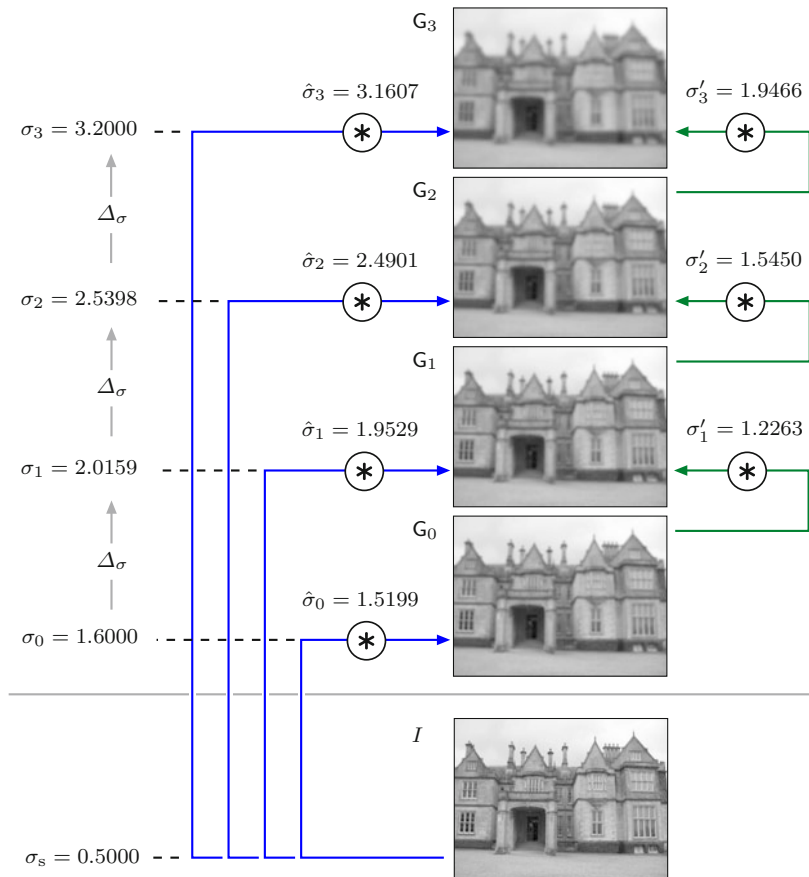 G₃
σ̂₃ = 3.1607
σ′₃ = 1.9466
σ₃ = 3.2000
G₂
Δσ
σ̂₂ = 2.4901
σ′₂ = 1.5450
σ₂ = 2.5398
G₁
Δσ
σ̂₁ = 1.9529
σ′₁ = 1.2263
σ₁ = 2.0159
G₀
Δσ
σ̂₀ = 1.5199
σ₀ = 1.6000
I
σₛ = 0.5000